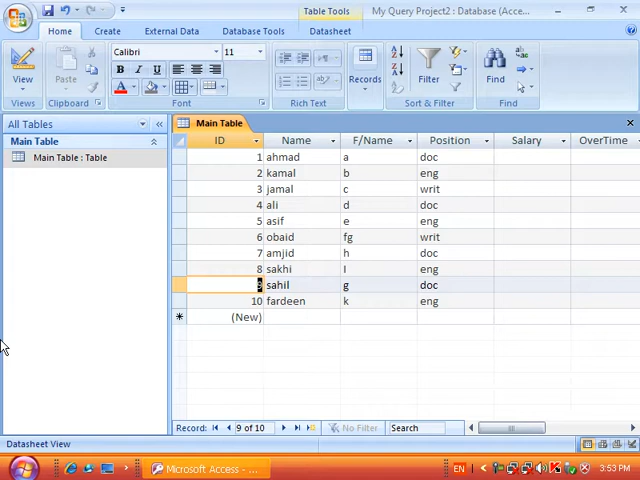 Table Tools
My Query Project2 : Database (Acce...
Home
Create
External Data
Database Tools
Datasheet
View
Paste
Calibri
11
B I U
A
Records
Filter
Find
ab
ac
Views
Clipboard
Font
Rich Text
Sort & Filter
Find
All Tables
Main Table
Main Table : Table
Main Table
ID Name F/Name Position Salary OverTime
1 ahmad a doc
2 kamal b eng
3 jamal c writ
4 ali d doc
5 asif e eng
6 obaid fg writ
7 amjid h doc
8 sakhi I eng
9 sahil g doc
10 fardeen k eng
(New)
Record: 9 of 10 No Filter Search
Datasheet View
Microsoft Access - ...
EN
3:53 PM